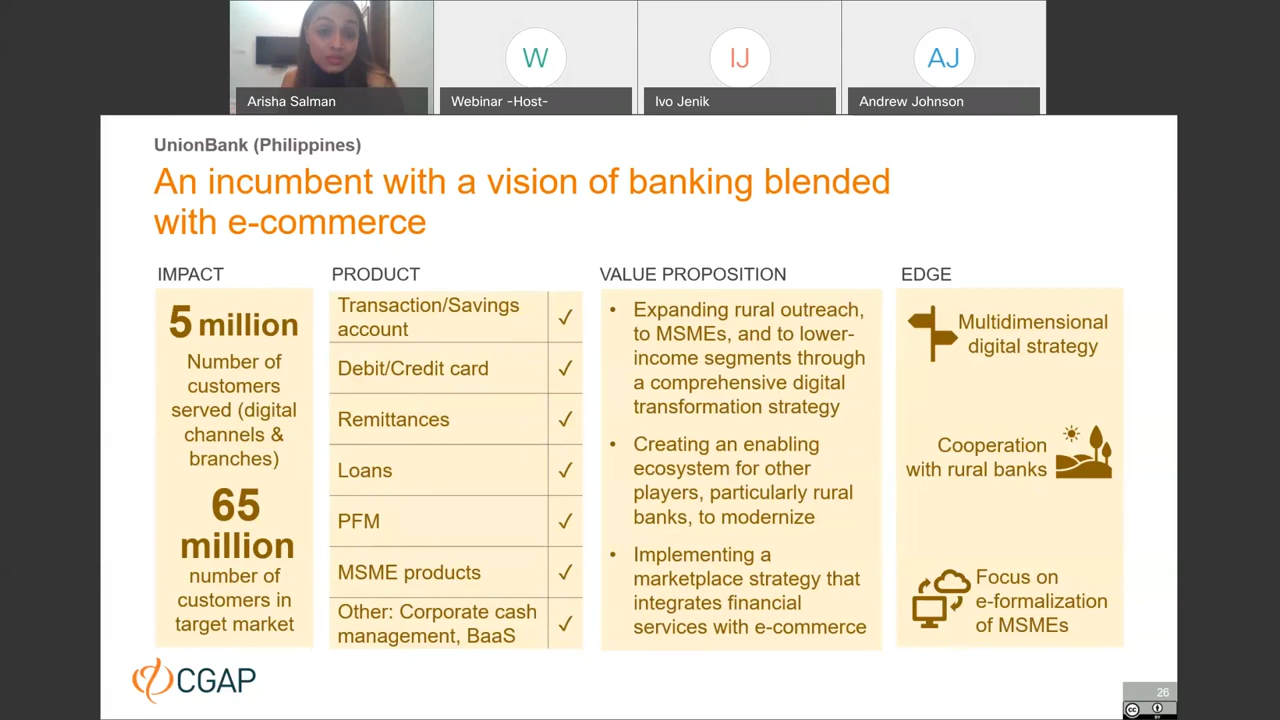 W
IJ
AJ
Arisha Salman
Webinar -Host-
Ivo Jenik
Andrew Johnson
UnionBank (Philippines)
An incumbent with a vision of banking blended
with e-commerce
IMPACT
5 million
Number of
customers
served (digital
channels &
branches)
65
million
number of
customers in
target market
PRODUCT
Transaction/Savings
account ✓
Debit/Credit card ✓
Remittances ✓
Loans ✓
PFM ✓
MSME products ✓
Other: Corporate cash
management, BaaS ✓
VALUE PROPOSITION
• Expanding rural outreach,
to MSMEs, and to lower-
income segments through
a comprehensive digital
transformation strategy
• Creating an enabling
ecosystem for other
players, particularly rural
banks, to modernize
• Implementing a
marketplace strategy that
integrates financial
services with e-commerce
EDGE
Multidimensional
digital strategy
Cooperation
with rural banks
Focus on
e-formalization
of MSMEs
CGAP
26
cc
BY